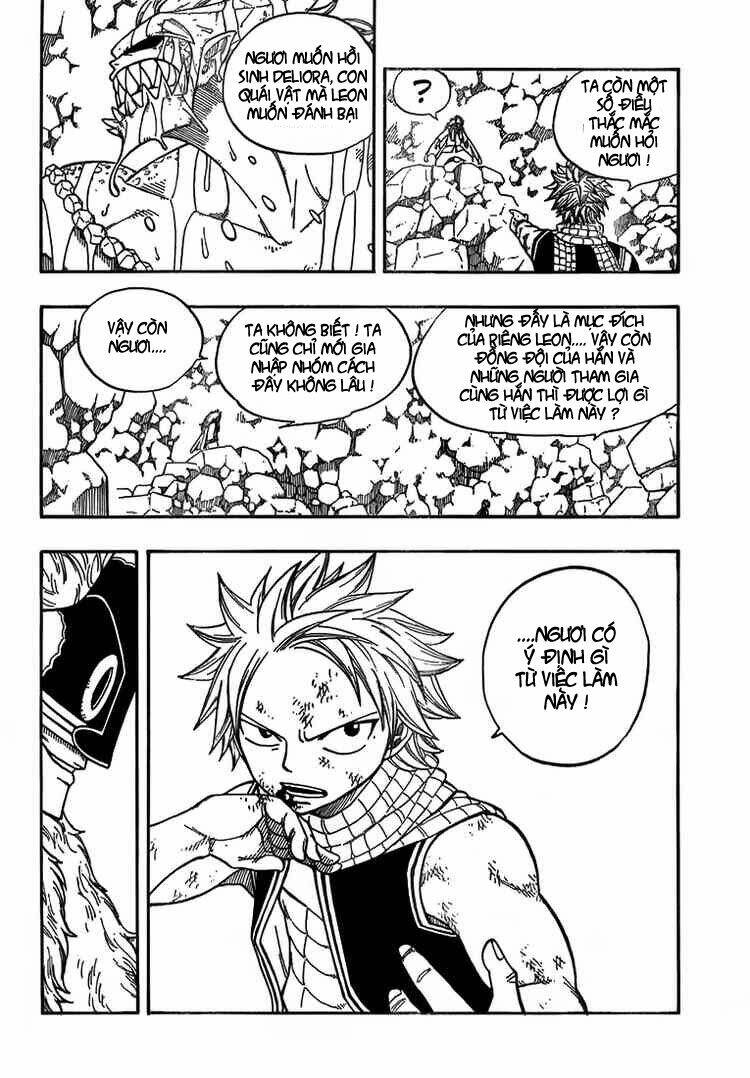 TA CÒN MỘT
SỐ ĐIỀU
THẮC MẮC
MUỐN HỎI
NGƯƠI !
?
NGƯƠI MUỐN HỒI
SINH DELIORA, CON
QUÁI VẬT MÀ LEON
MUỐN ĐÁNH BẠI
NHƯNG ĐẤY LÀ MỤC ĐÍCH
CỦA RIÊNG LEON.... VẬY CÒN
ĐỒNG ĐỘI CỦA HẮN VÀ
NHỮNG NGƯỜI THAM GIA
CÙNG HẮN THÌ ĐƯỢC LỢI GÌ
TỪ VIỆC LÀM NÀY ?
TA KHÔNG BIẾT ! TA
CŨNG CHỈ MỚI GIA
NHẬP NHÓM CÁCH
ĐÂY KHÔNG LÂU !
VẬY CÒN
NGƯƠI....
....NGƯƠI CÓ
Ý ĐỊNH GÌ
TỪ VIỆC LÀM
NÀY !